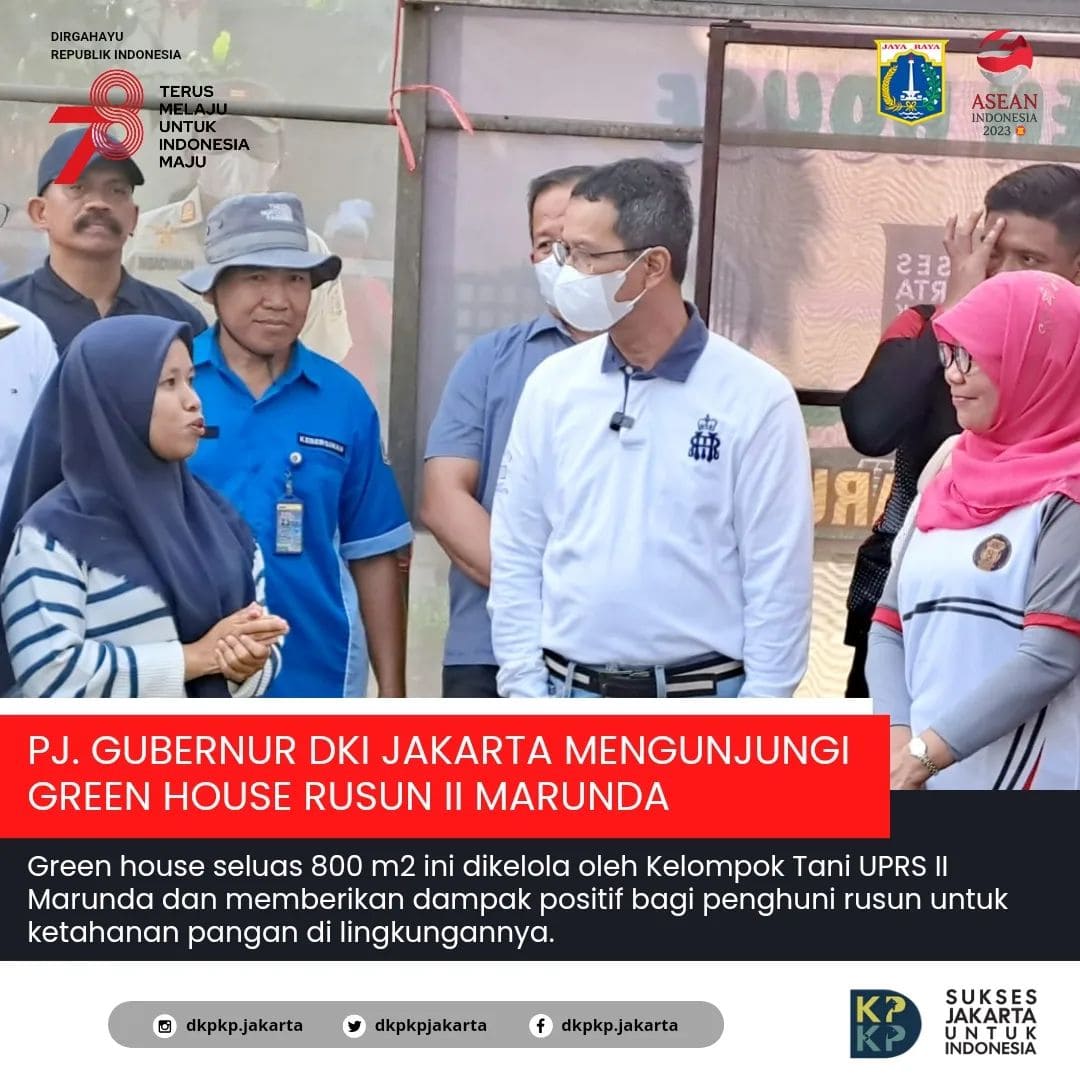 DIRGAHAYU
REPUBLIK INDONESIA
78
TERUS
MELAJU
UNTUK
INDONESIA
MAJU
JAYA RAYA
ASEAN
INDONESIA
2023
KEBERSIHAN
PJ. GUBERNUR DKI JAKARTA MENGUNJUNGI
GREEN HOUSE RUSUN II MARUNDA
Green house seluas 800 m2 ini dikelola oleh Kelompok Tani UPRS II
Marunda dan memberikan dampak positif bagi penghuni rusun untuk
ketahanan pangan di lingkungannya.
dkpkp.jakarta
dkpkpjakarta
dkpkp.jakarta
KP
KP
SUKSES
JAKARTA
UNTUK
INDONESIA